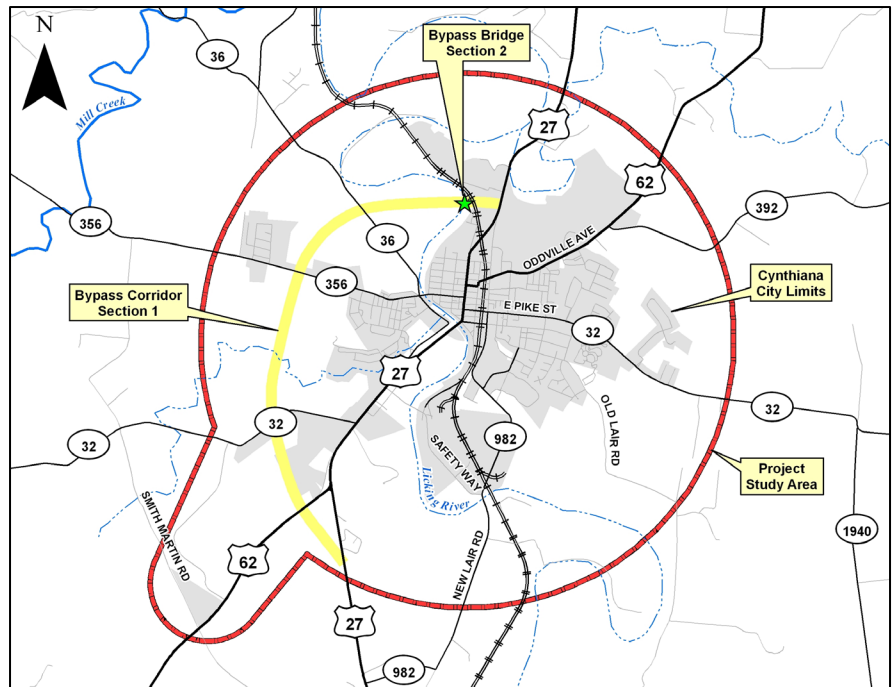 N
Bypass Bridge
Section 2
36
Mill Creek
27
62
392
356
36
ODDVILLE AVE
Cynthiana
City Limits
356
Bypass Corridor
Section 1
E PIKE ST
32
27
32
32
OLD LAIR RD
32
982
SAFETY WAY
Project
Study Area
Licking River
SMITH MARTIN RD
1940
62
NEW LAIR RD
27
982